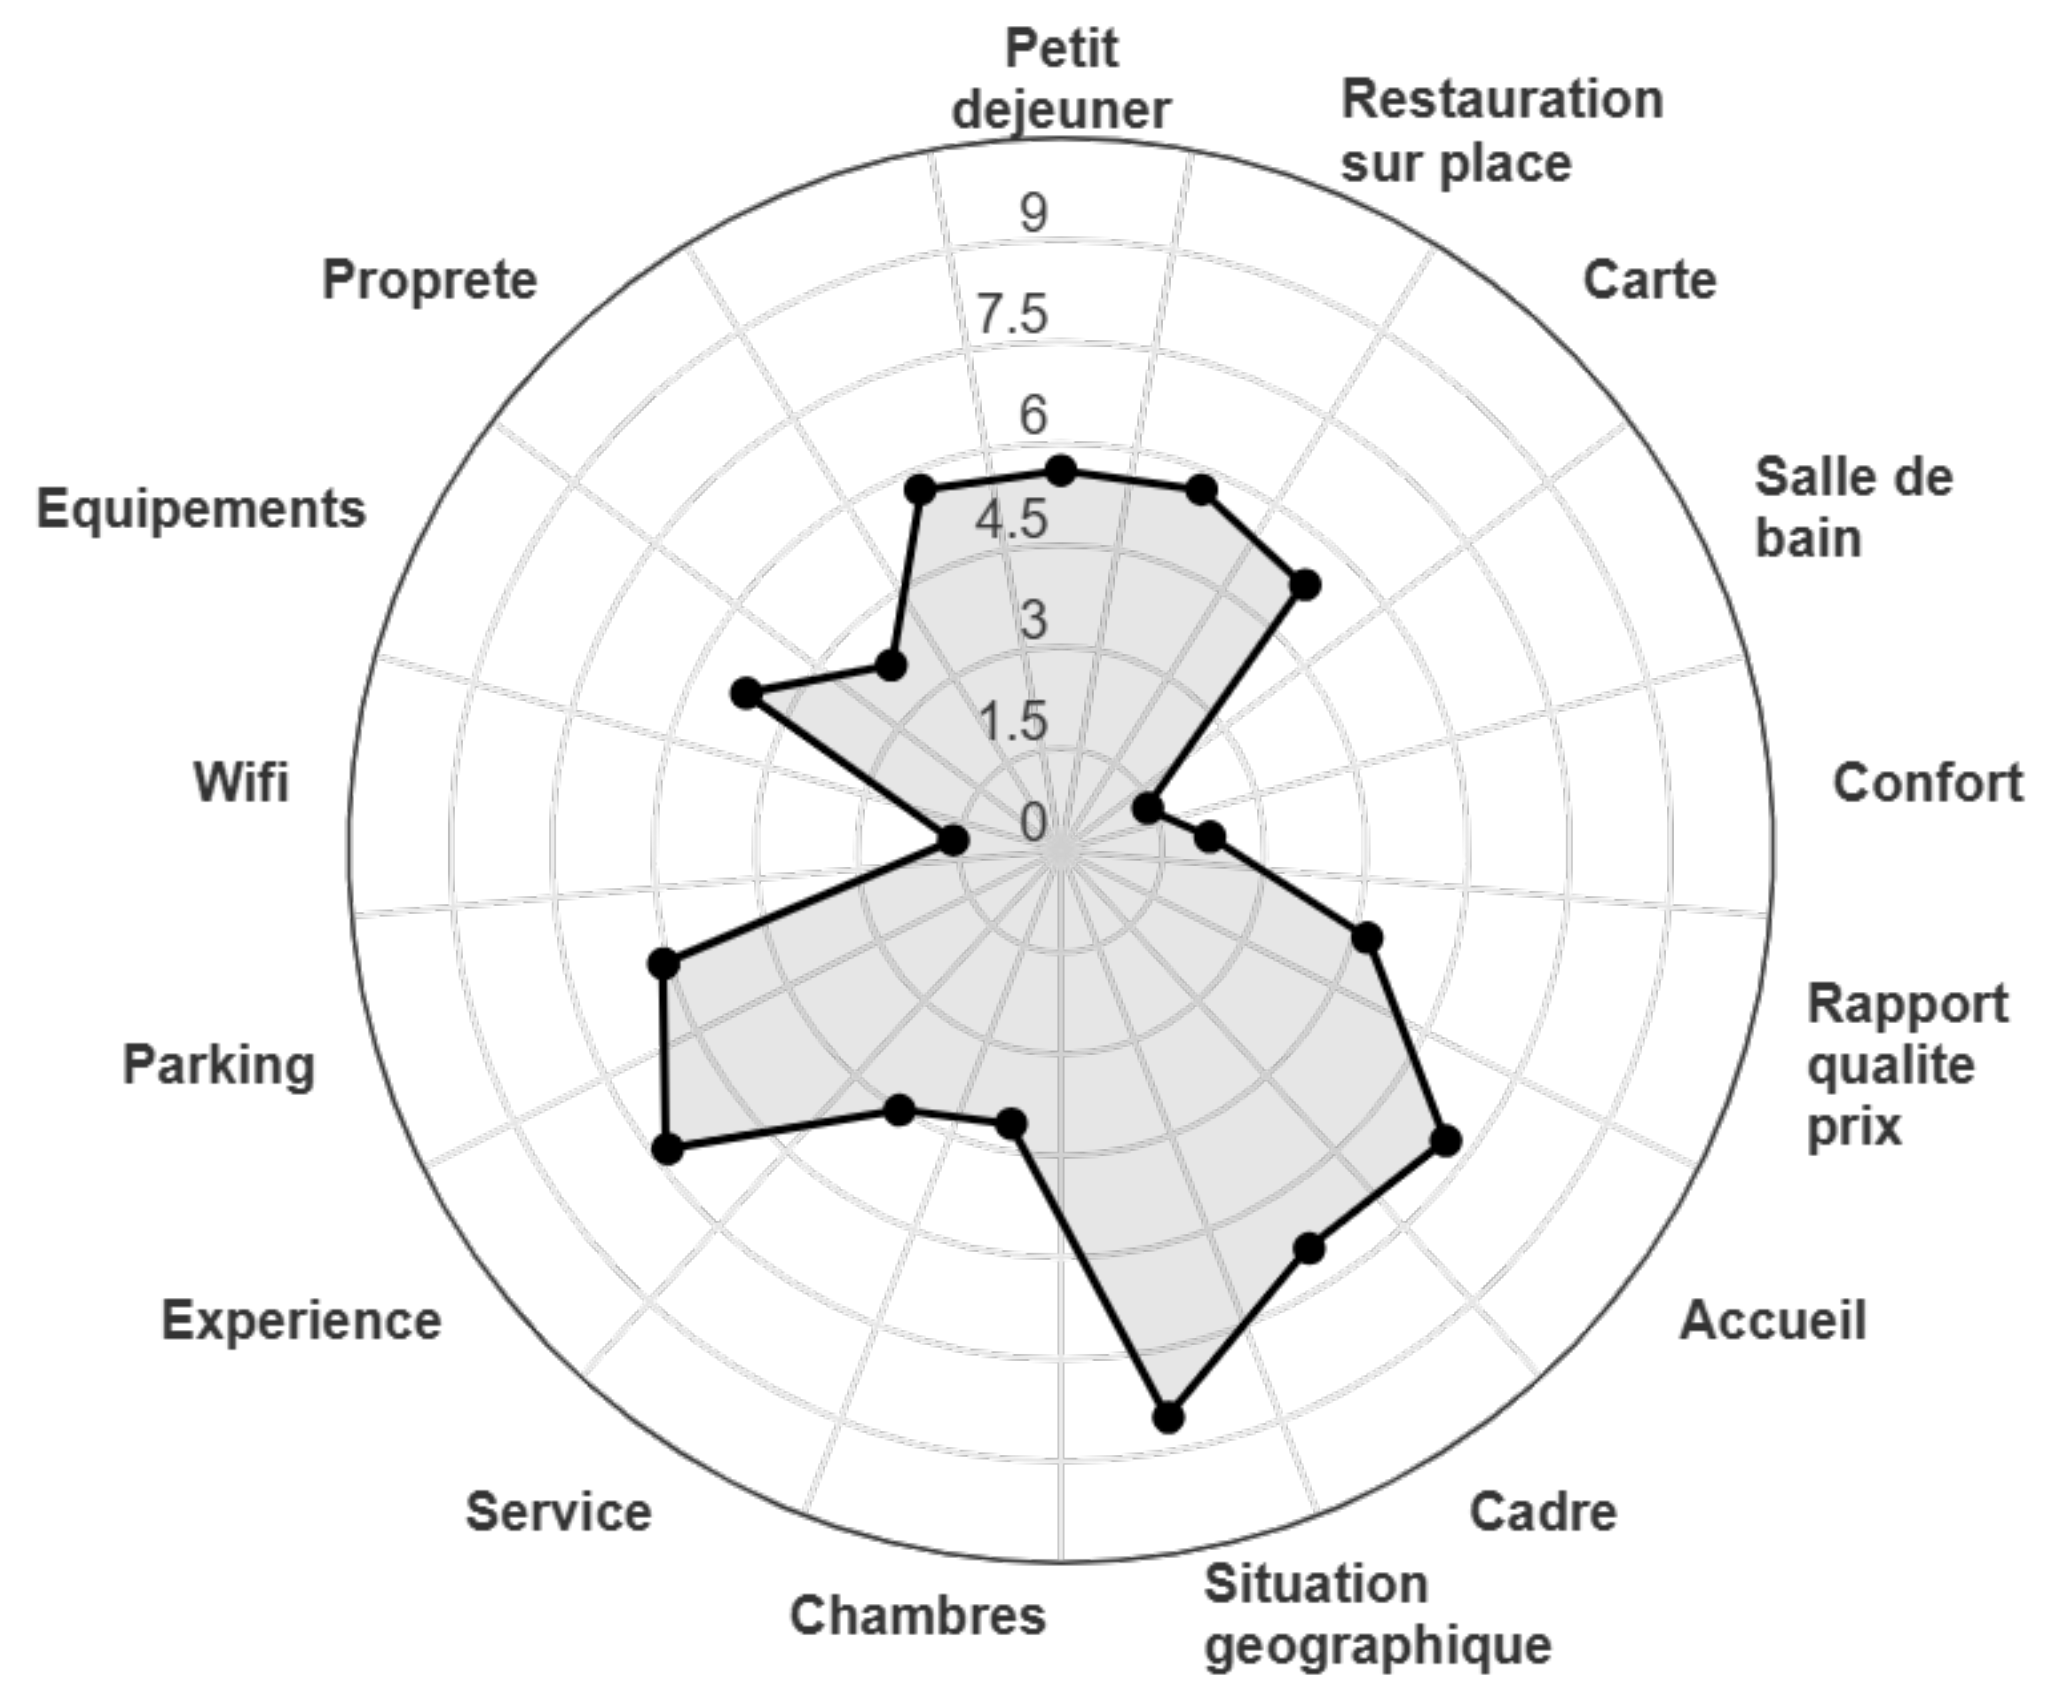 Petit
dejeuner
Restauration
sur place
Carte
Salle de
bain
Confort
Rapport
qualite
prix
Accueil
Cadre
Situation
geographique
Chambres
Service
Experience
Parking
Wifi
Equipements
Proprete
9
7.5
6
4.5
3
1.5
0